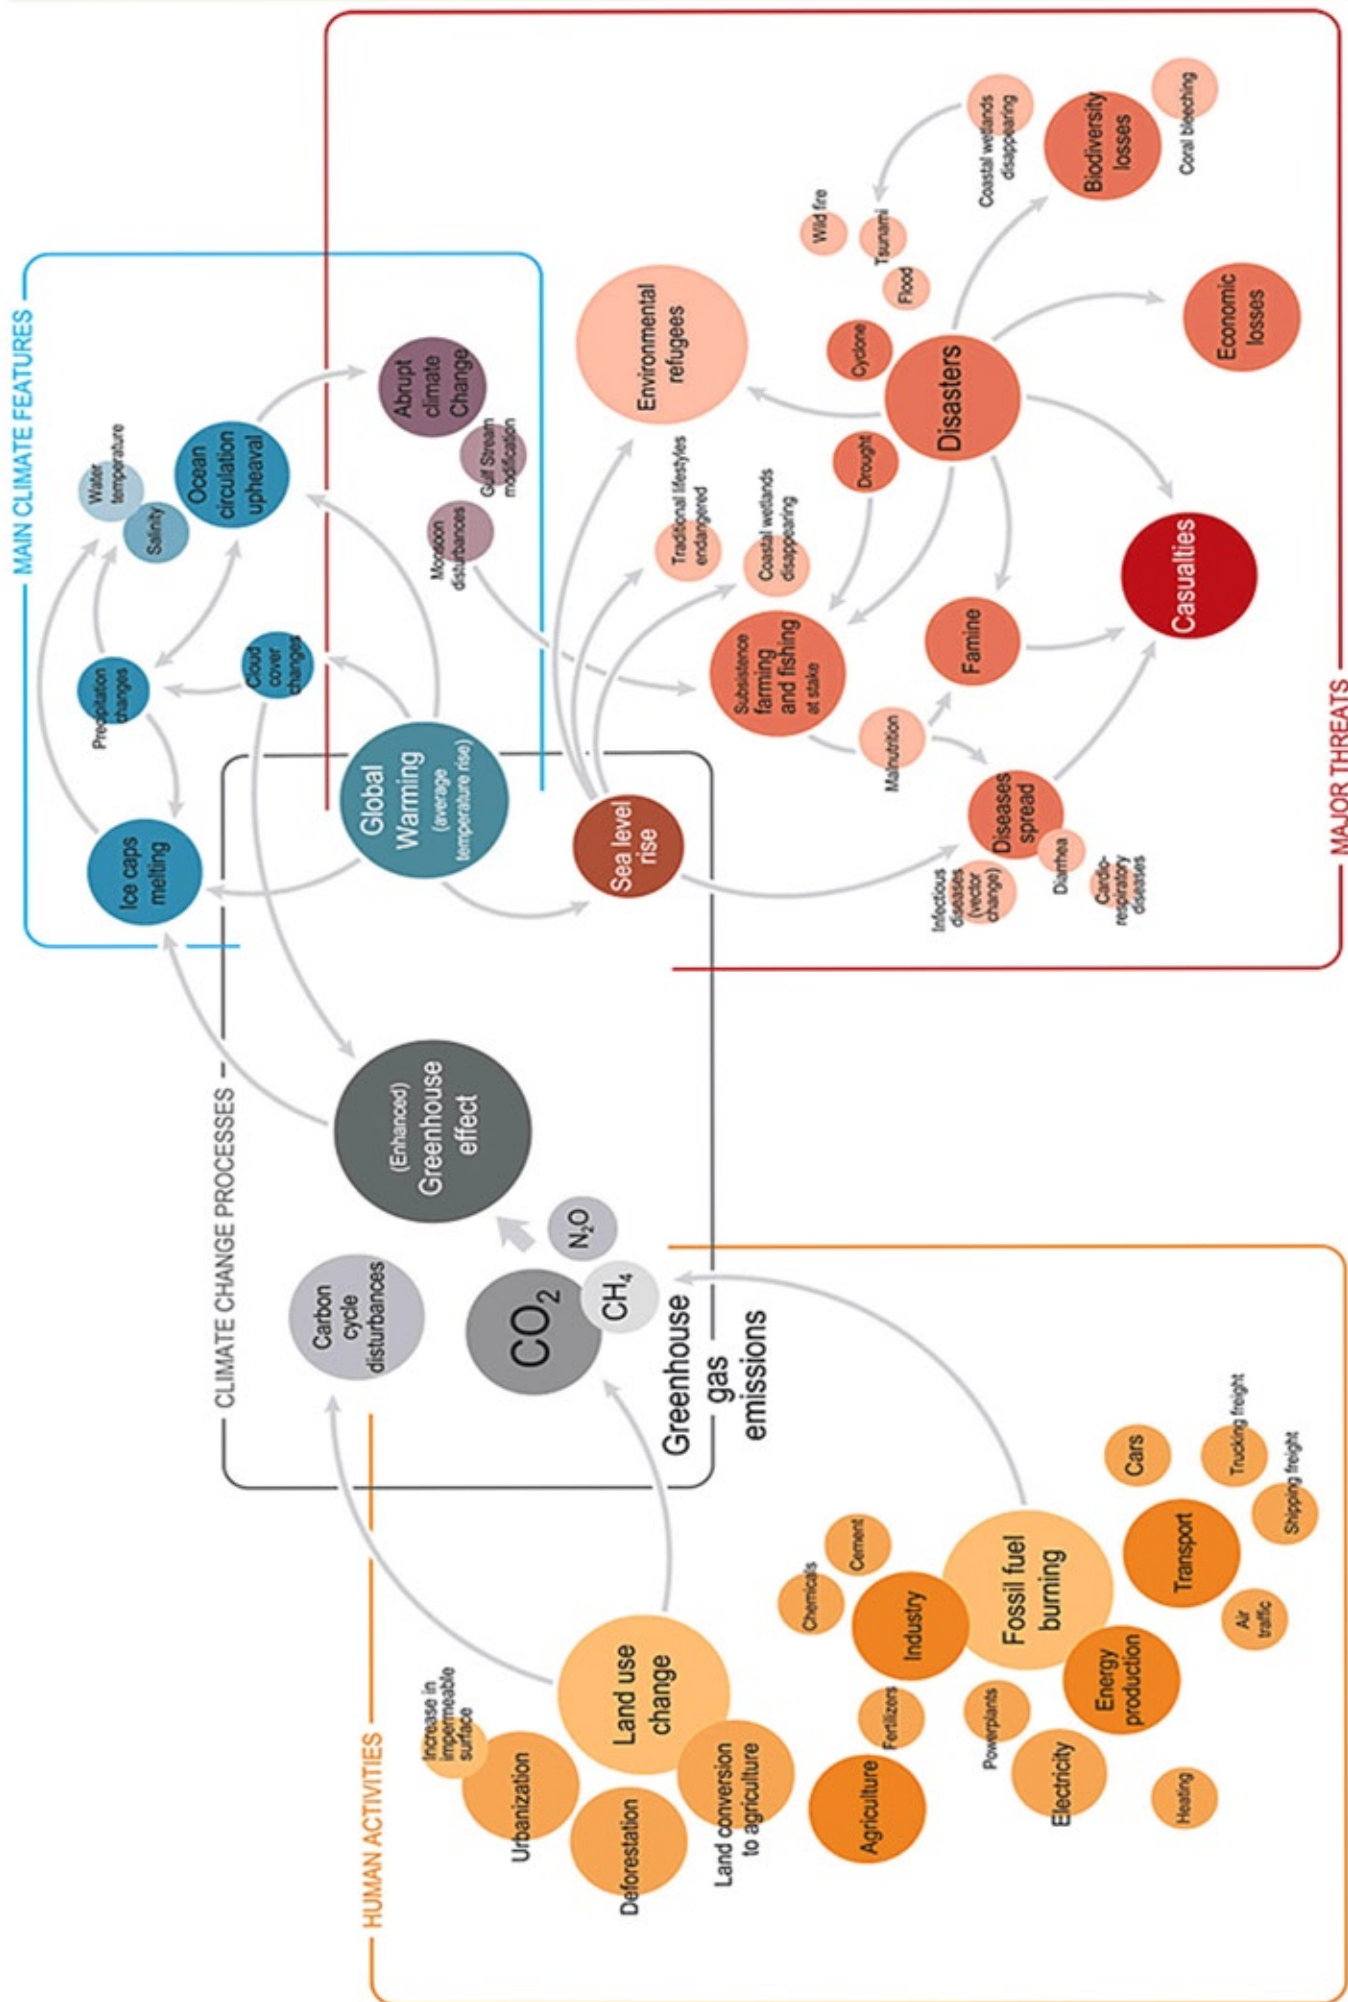 HUMAN ACTIVITIES
Increase in
impermeable
surface
Urbanization
Deforestation
Land use
change
Land conversion
to agriculture
Agriculture
Fertilizers
Chemicals
Cement
Industry
Fossil fuel
burning
Powerplants
Electricity
Energy
production
Heating
Transport
Cars
Trucking freight
Shipping freight
Air
traffic
CLIMATE CHANGE PROCESSES
Carbon
cycle
disturbances
CO₂
CH₄
N₂O
Greenhouse
gas
emissions
(Enhanced)
Greenhouse
effect
Global
Warming
(average
temperature rise)
Sea level
rise
MAIN CLIMATE FEATURES
Ice caps
melting
Precipitation
changes
Cloud
cover
changes
Water
temperature
Salinity
Ocean
circulation
upheaval
Abrupt
climate
Change
Gulf Stream
modification
Monsoon
disturbances
MAJOR THREATS
Environmental
refugees
Traditional lifestyles
endangered
Coastal wetlands
disappearing
Subsistence
farming
and fishing
at stake
Malnutrition
Famine
Diseases
spread
Infectious
diseases
(vector
change)
Diarrhea
Cardio-
respiratory
diseases
Casualties
Drought
Cyclone
Disasters
Flood
Tsunami
Wild fire
Coastal wetlands
disappearing
Biodiversity
losses
Coral bleeching
Economic
losses